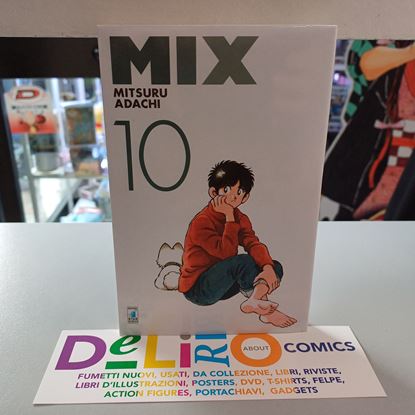 MIX
MITSURU
ADACHI
10
DeLiRio ABOUT COMICS
FUMETTI NUOVI, USATI, DA COLLEZIONE, LIBRI, RIVISTE,
LIBRI D'ILLUSTRAZIONI, POSTERS, DVD, T-SHIRTS, FELPE,
ACTION FIGURES, PORTACHIAVI, GADGETS